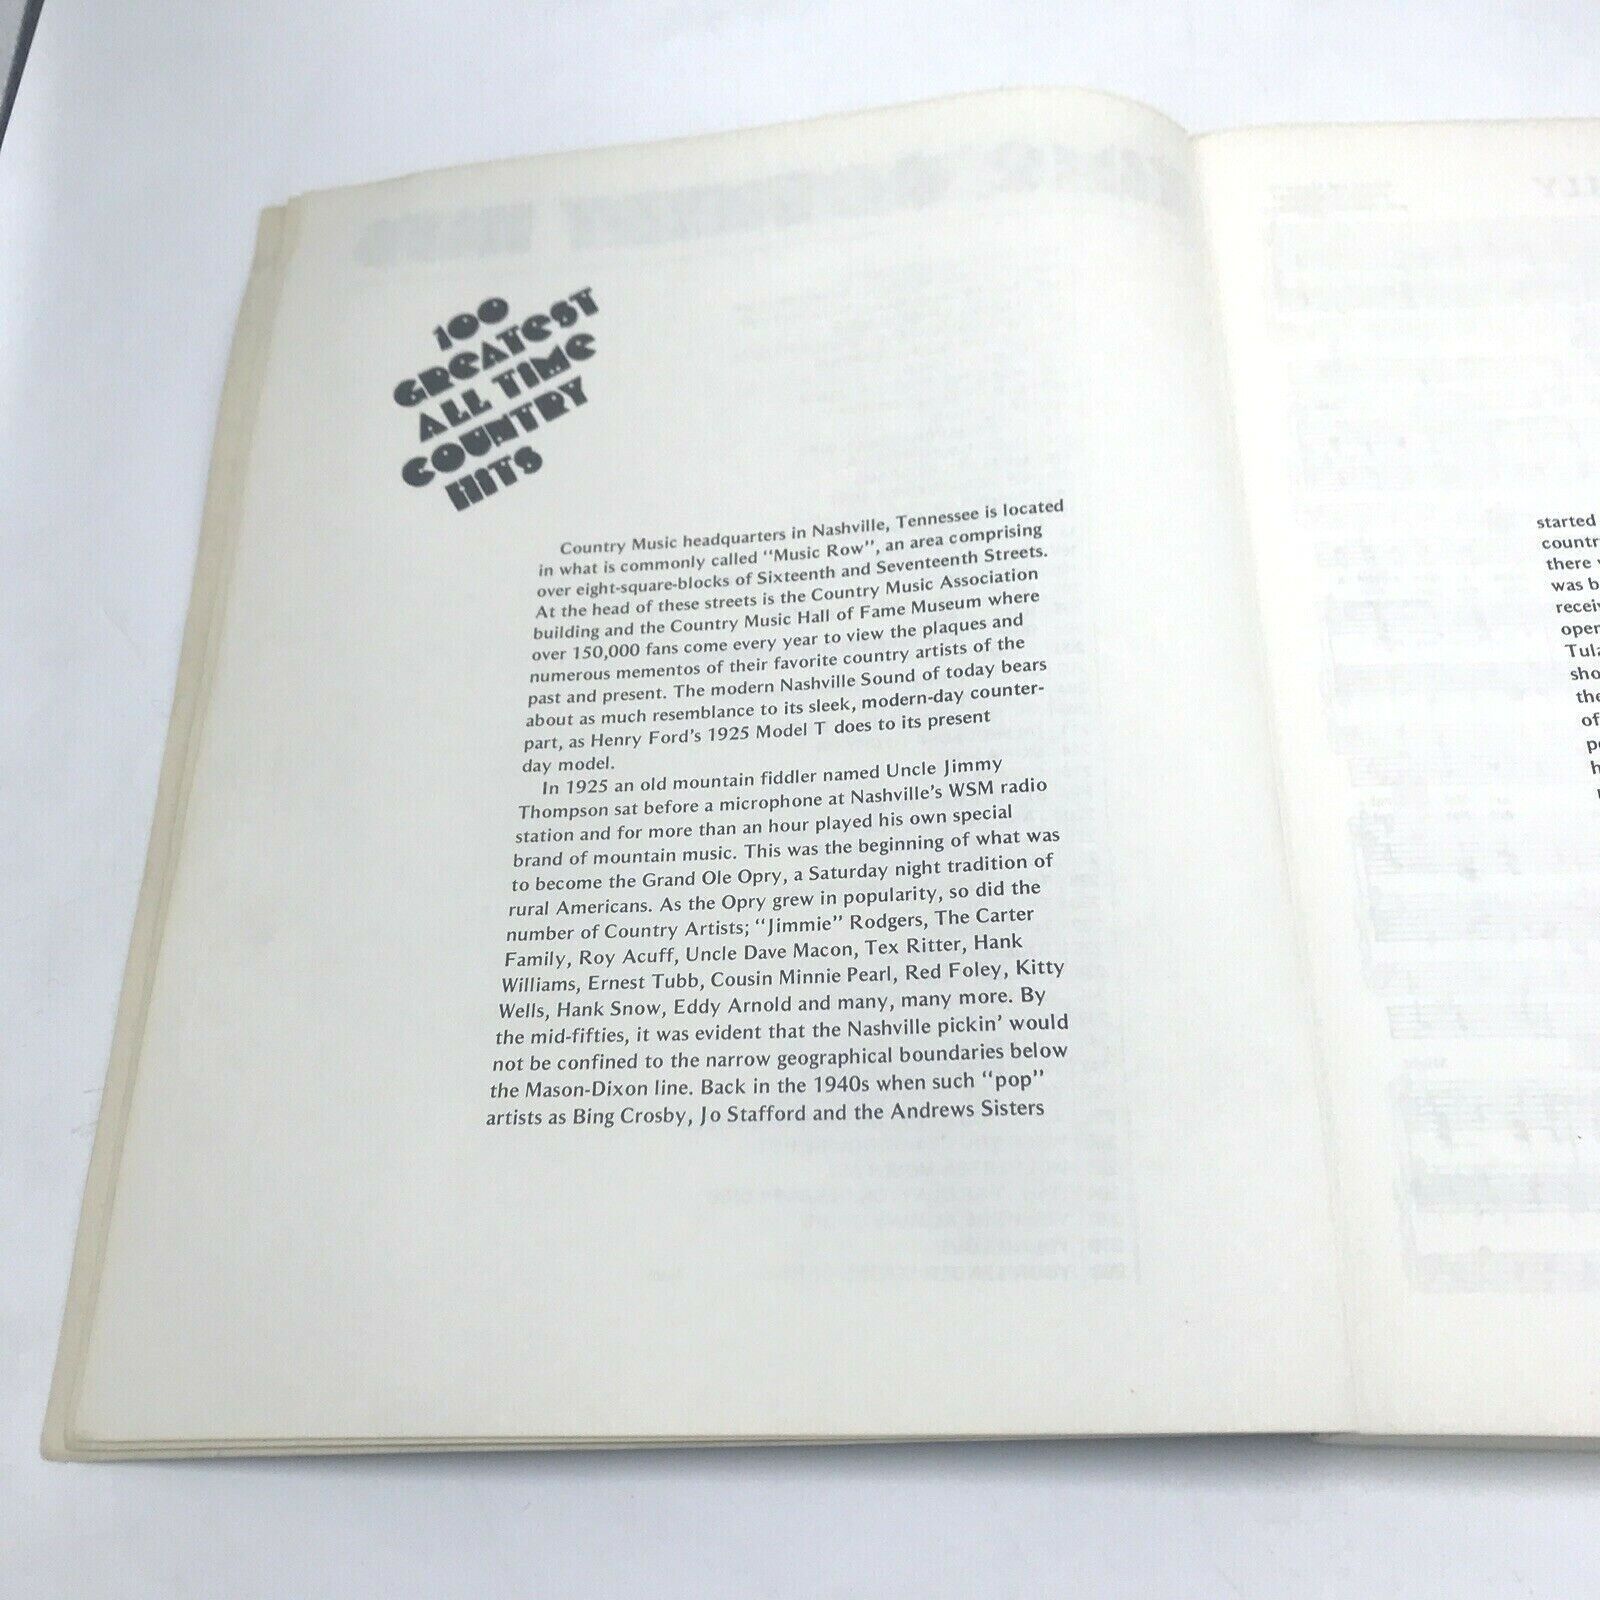 100
GREATEST
ALL TIME
COUNTRY
HITS
Country Music headquarters in Nashville, Tennessee is located
in what is commonly called "Music Row", an area comprising
over eight-square-blocks of Sixteenth and Seventeenth Streets.
At the head of these streets is the Country Music Association
building and the Country Music Hall of Fame Museum where
over 150,000 fans come every year to view the plaques and
numerous mementos of their favorite country artists of the
past and present. The modern Nashville Sound of today bears
about as much resemblance to its sleek, modern-day counter-
part, as Henry Ford's 1925 Model T does to its present
day model.
In 1925 an old mountain fiddler named Uncle Jimmy
Thompson sat before a microphone at Nashville's WSM radio
station and for more than an hour played his own special
brand of mountain music. This was the beginning of what was
to become the Grand Ole Opry, a Saturday night tradition of
rural Americans. As the Opry grew in popularity, so did the
number of Country Artists; "Jimmie" Rodgers, The Carter
Family, Roy Acuff, Uncle Dave Macon, Tex Ritter, Hank
Williams, Ernest Tubb, Cousin Minnie Pearl, Red Foley, Kitty
Wells, Hank Snow, Eddy Arnold and many, many more. By
the mid-fifties, it was evident that the Nashville pickin' would
not be confined to the narrow geographical boundaries below
the Mason-Dixon line. Back in the 1940s when such "pop"
artists as Bing Crosby, Jo Stafford and the Andrews Sisters
started
countr
there
was b
recei
oper
Tula
sho
the
of